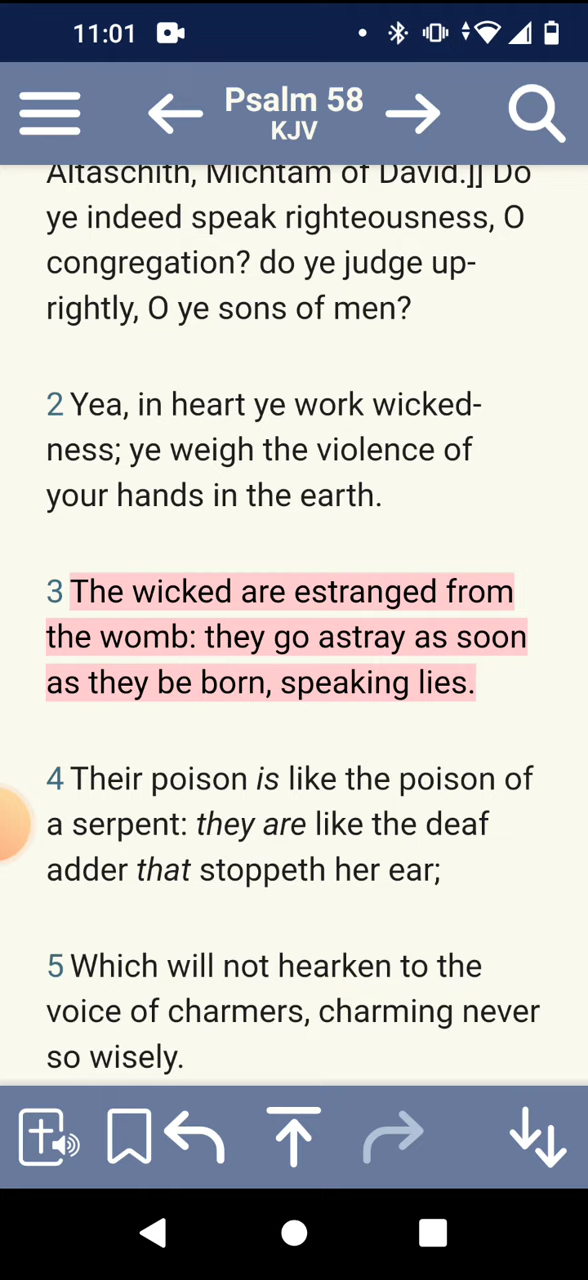 11:01
Psalm 58
KJV
Altaschith, Michtam of David.]] Do
ye indeed speak righteousness, O
congregation? do ye judge up-
rightly, O ye sons of men?
2 Yea, in heart ye work wicked-
ness; ye weigh the violence of
your hands in the earth.
3 The wicked are estranged from
the womb: they go astray as soon
as they be born, speaking lies.
4 Their poison is like the poison of
a serpent: they are like the deaf
adder that stoppeth her ear;
5 Which will not hearken to the
voice of charmers, charming never
so wisely.